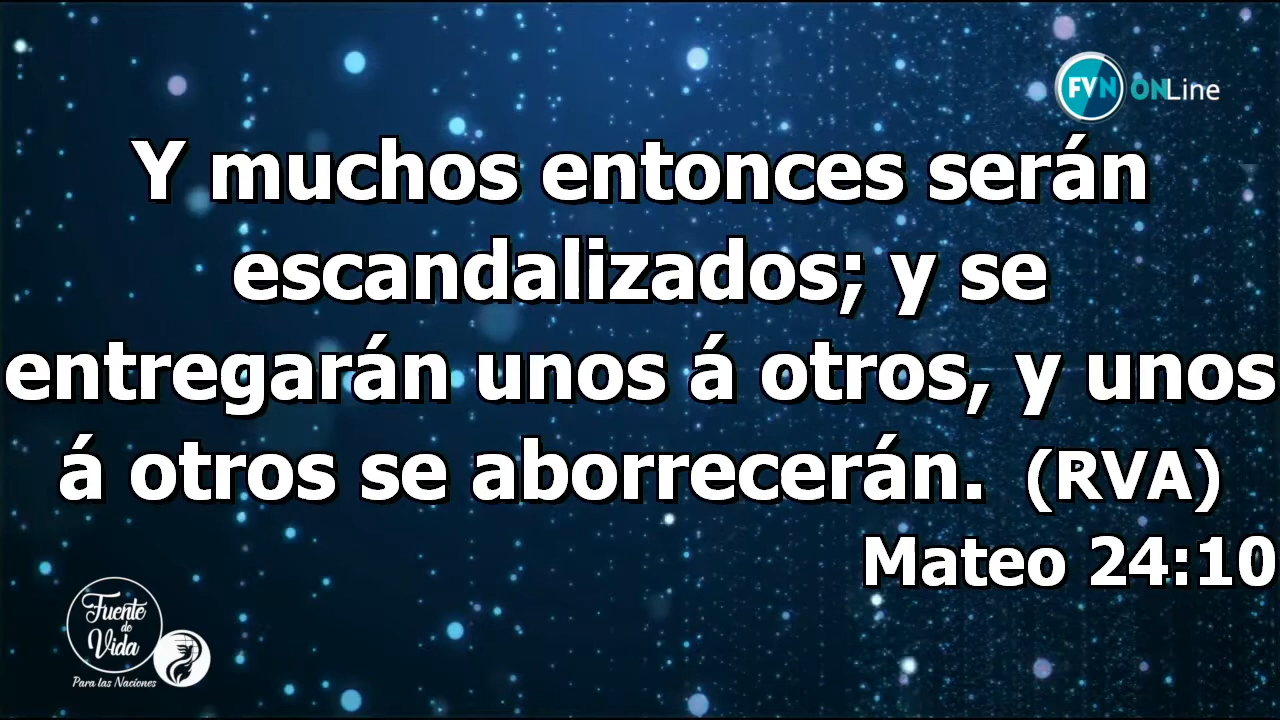 FVN ONLine
Y muchos entonces serán
escandalizados; y se
entregarán unos á otros, y unos
á otros se aborrecerán. (RVA)
Mateo 24:10
Fuente
de
Vida
Para las Naciones